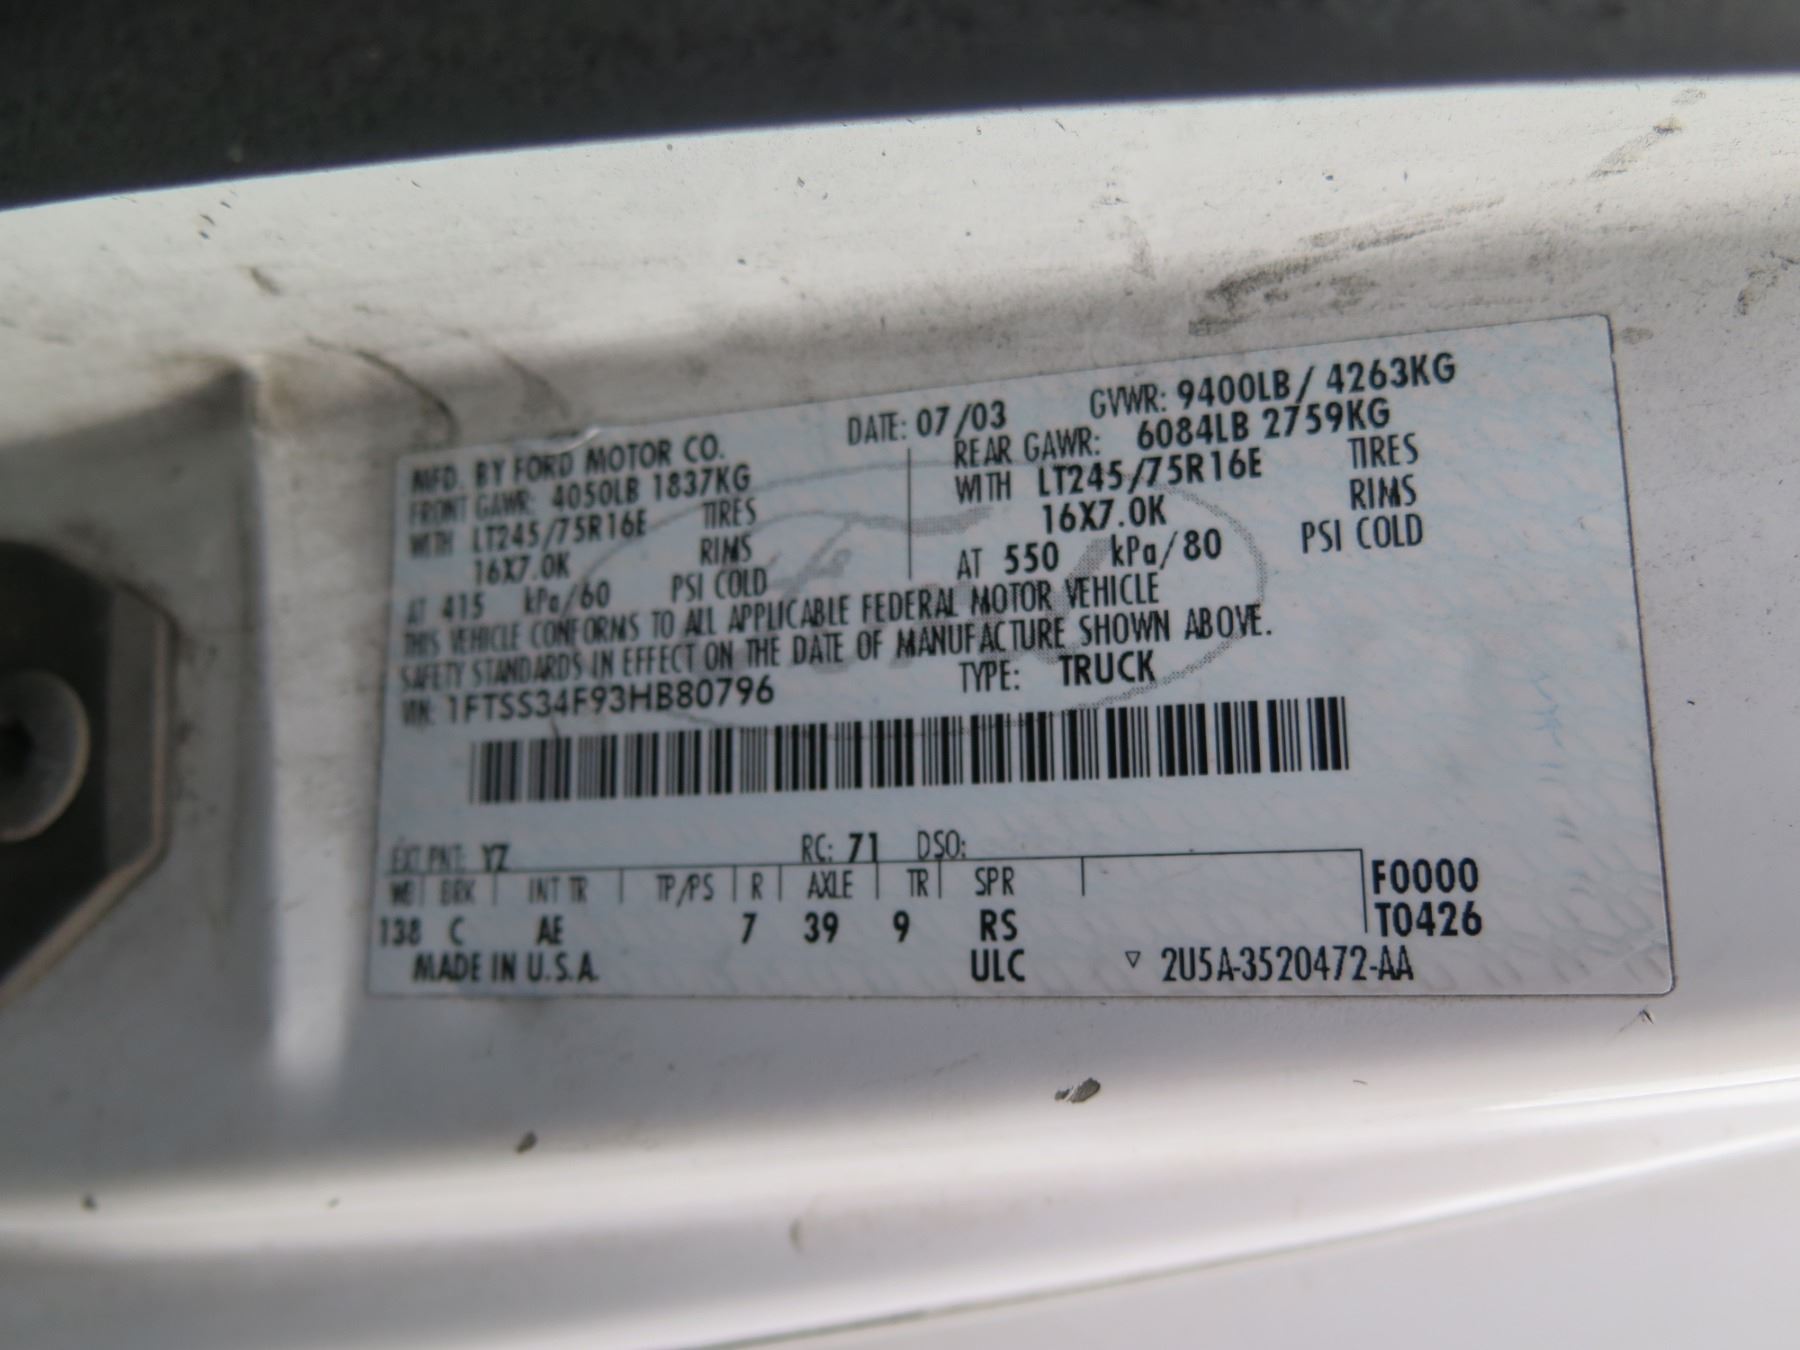 MFD. BY FORD MOTOR CO. DATE: 07/03 GVWR: 9400LB / 4263KG
FRONT GAWR: 4050LB 1837KG REAR GAWR: 6084LB 2759KG
WITH LT245/75R16E TIRES WITH LT245/75R16E TIRES
16X7.0K RIMS 16X7.0K RIMS
AT 415 kPa/60 PSI COLD AT 550 kPa/80 PSI COLD
THIS VEHICLE CONFORMS TO ALL APPLICABLE FEDERAL MOTOR VEHICLE
SAFETY STANDARDS IN EFFECT ON THE DATE OF MANUFACTURE SHOWN ABOVE.
VIN: 1FTSS34F93HB80796 TYPE: TRUCK
EXT PNT: YZ RC: 71 DSO:
WB BRK INT TR TP/PS R AXLE TR SPR F0000
138 C AE 7 39 9 RS T0426
MADE IN U.S.A. ULC ▽ 2U5A-3520472-AA